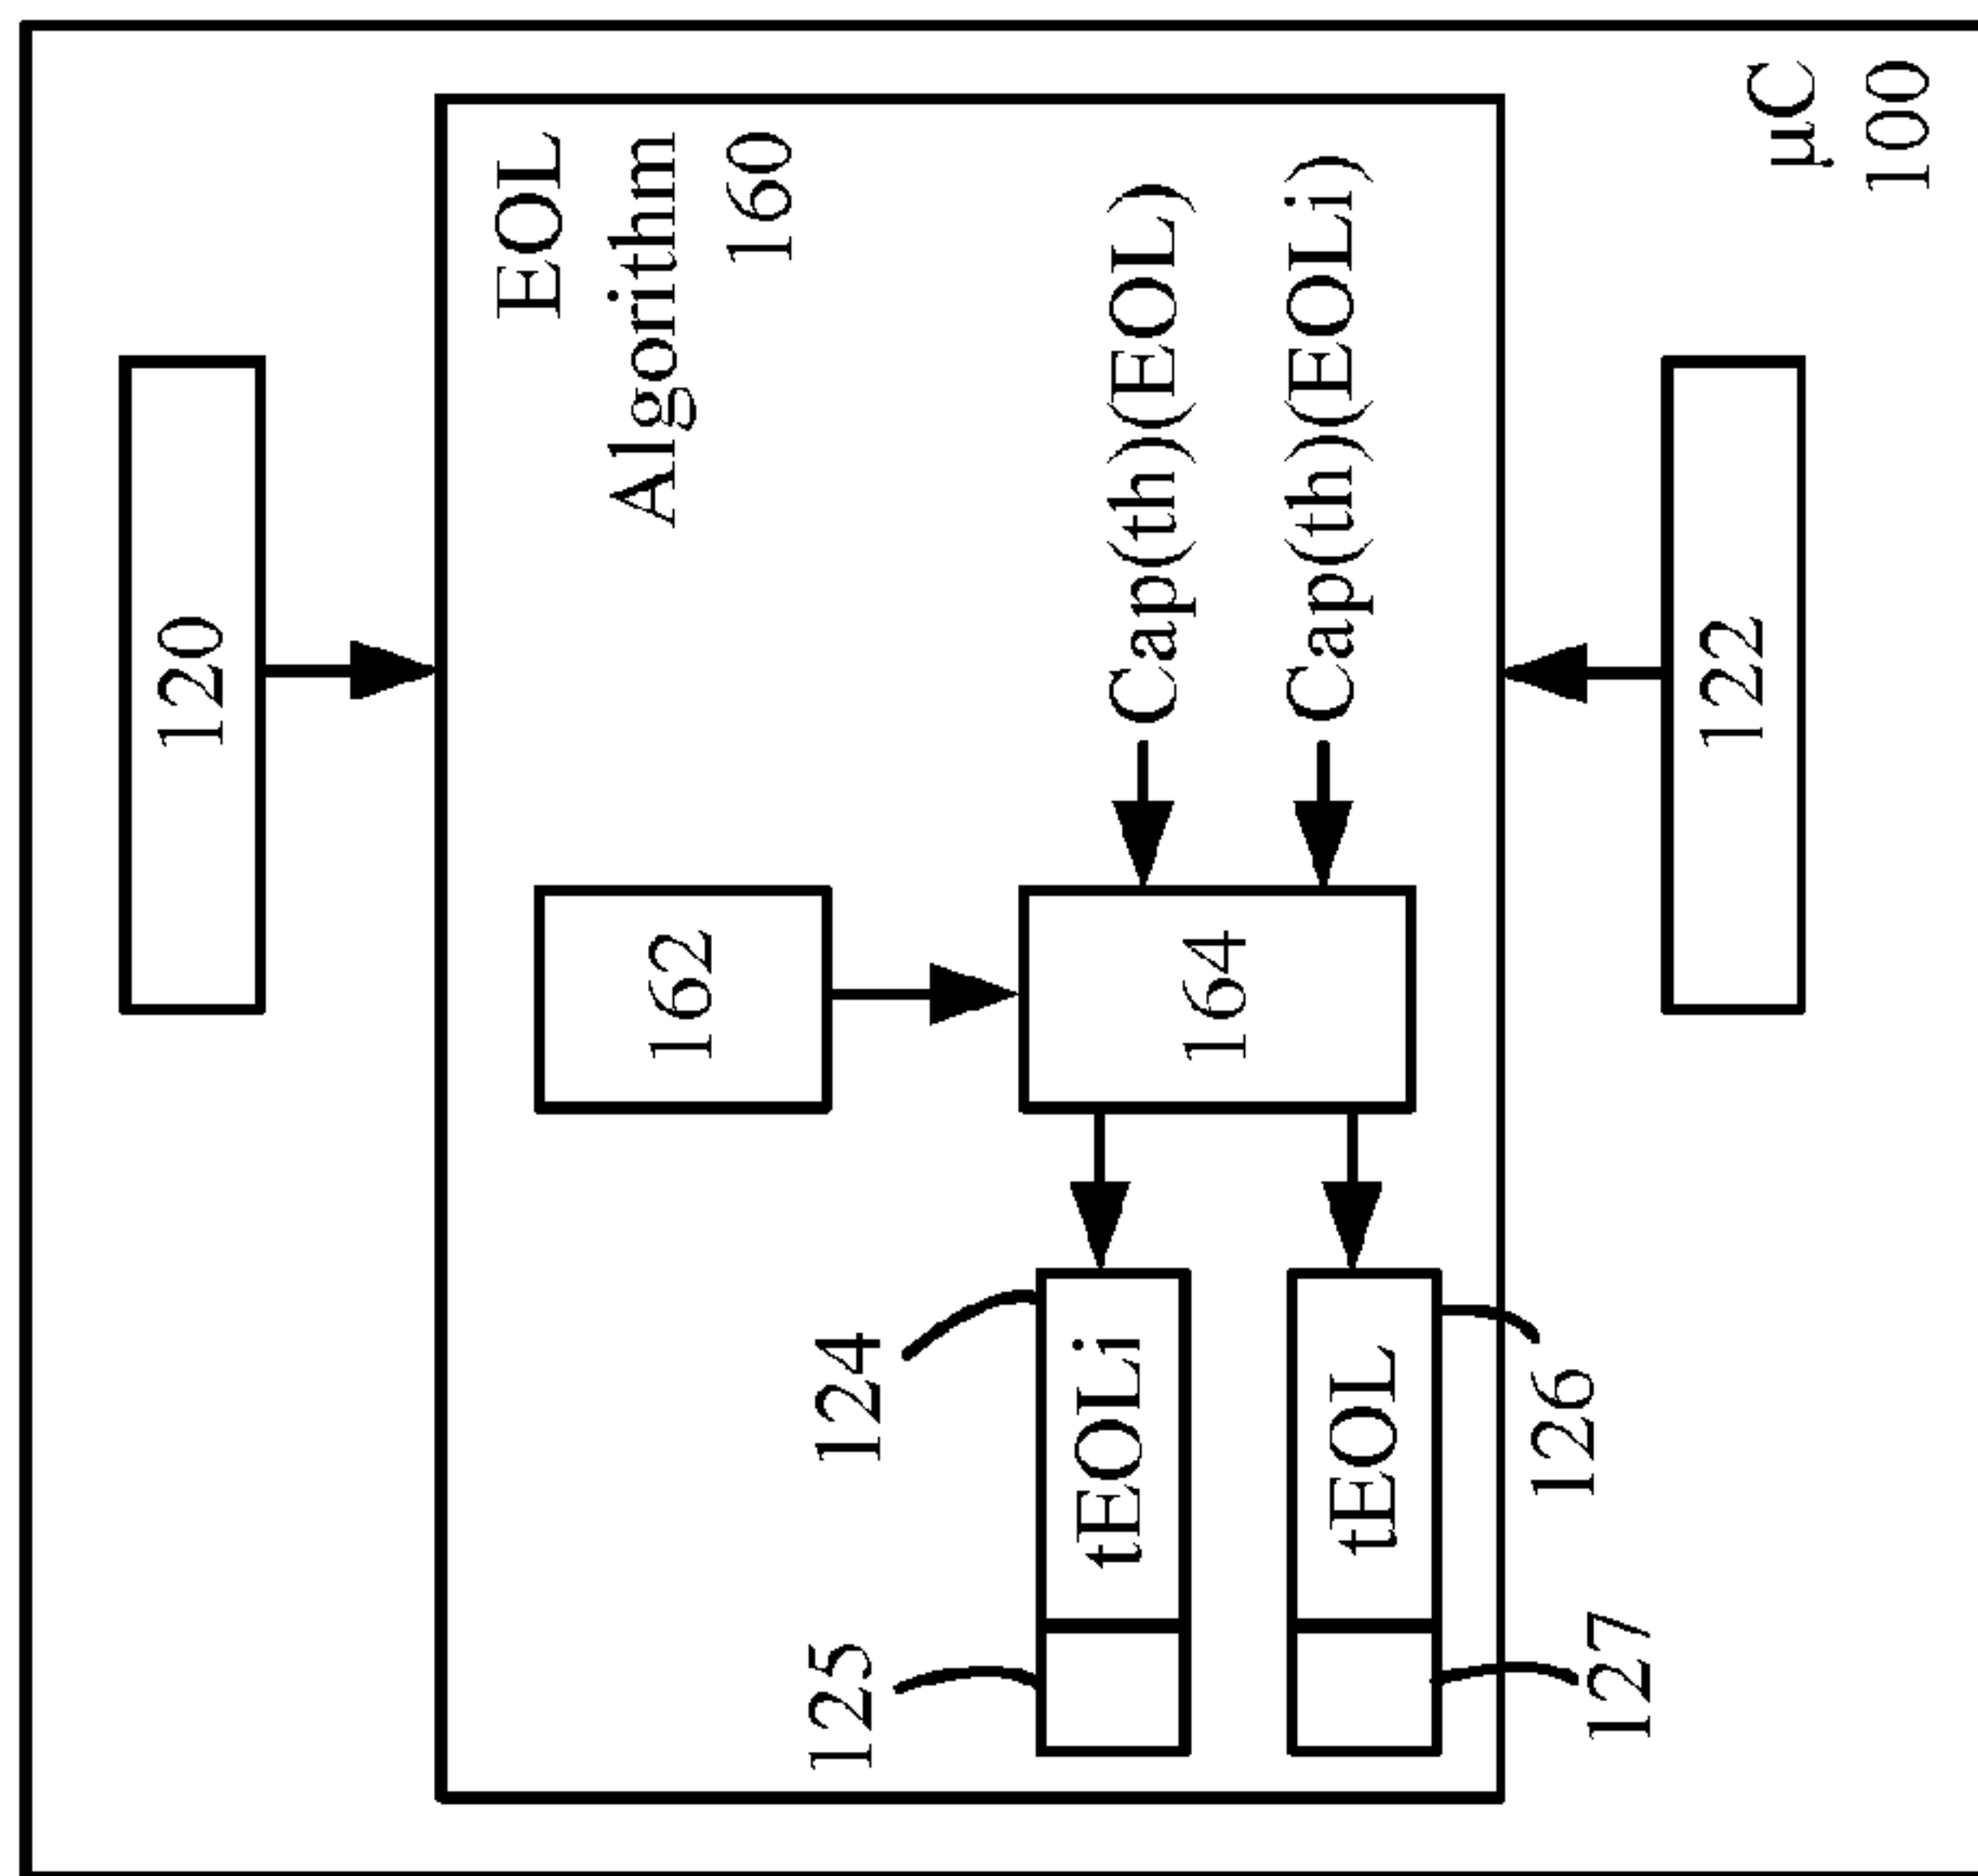 120
EOL
Algorithm
160
162
125
124
tEOLi
Cap(th)(EOL)
164
Cap(th)(EOLi)
tEOL
127
126
122
µC
100